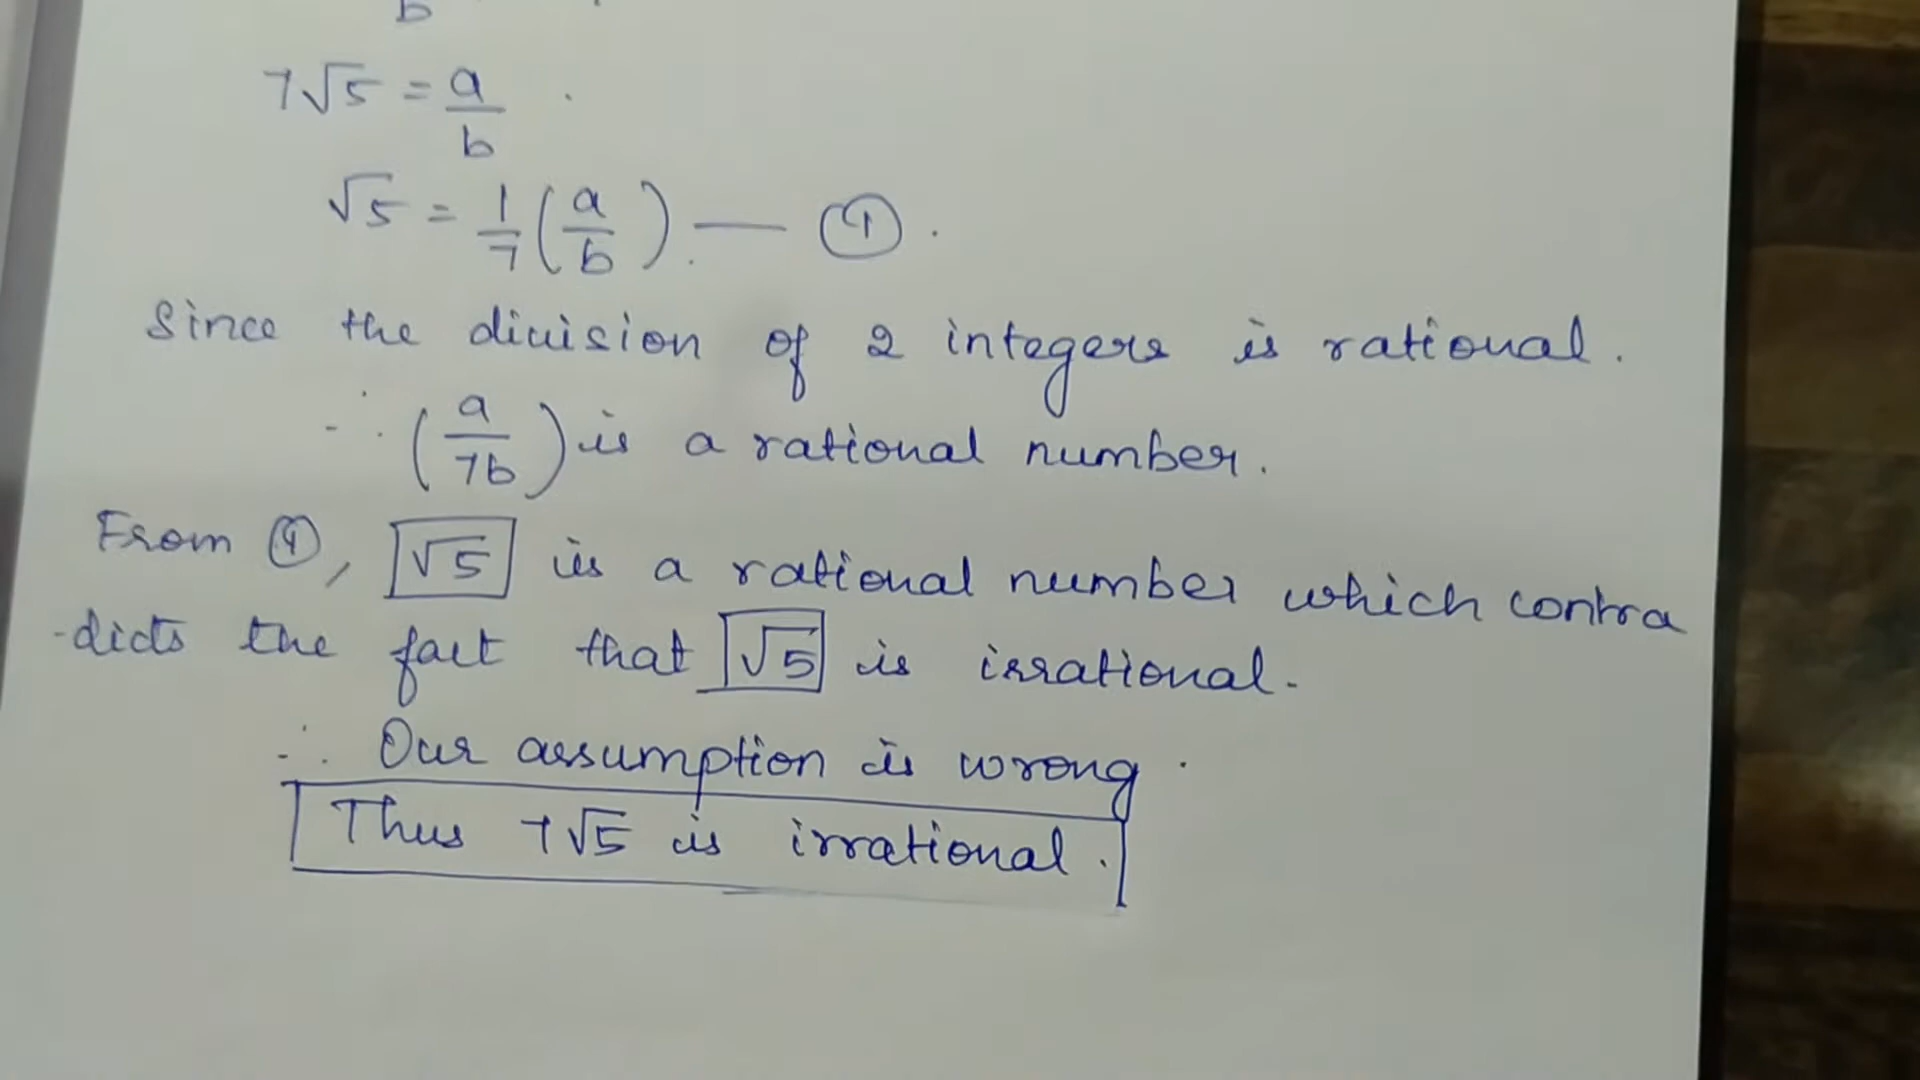 b
7√5 = a/b .
√5 = 1/7 (a/b). — ①.
Since the division of 2 integers is rational.
∴ (a/7b) is a rational number.
From ①, √5 is a rational number which contra
-dicts the fact that √5 is irrational.
∴ Our assumption is wrong.
Thus 7√5 is irrational.